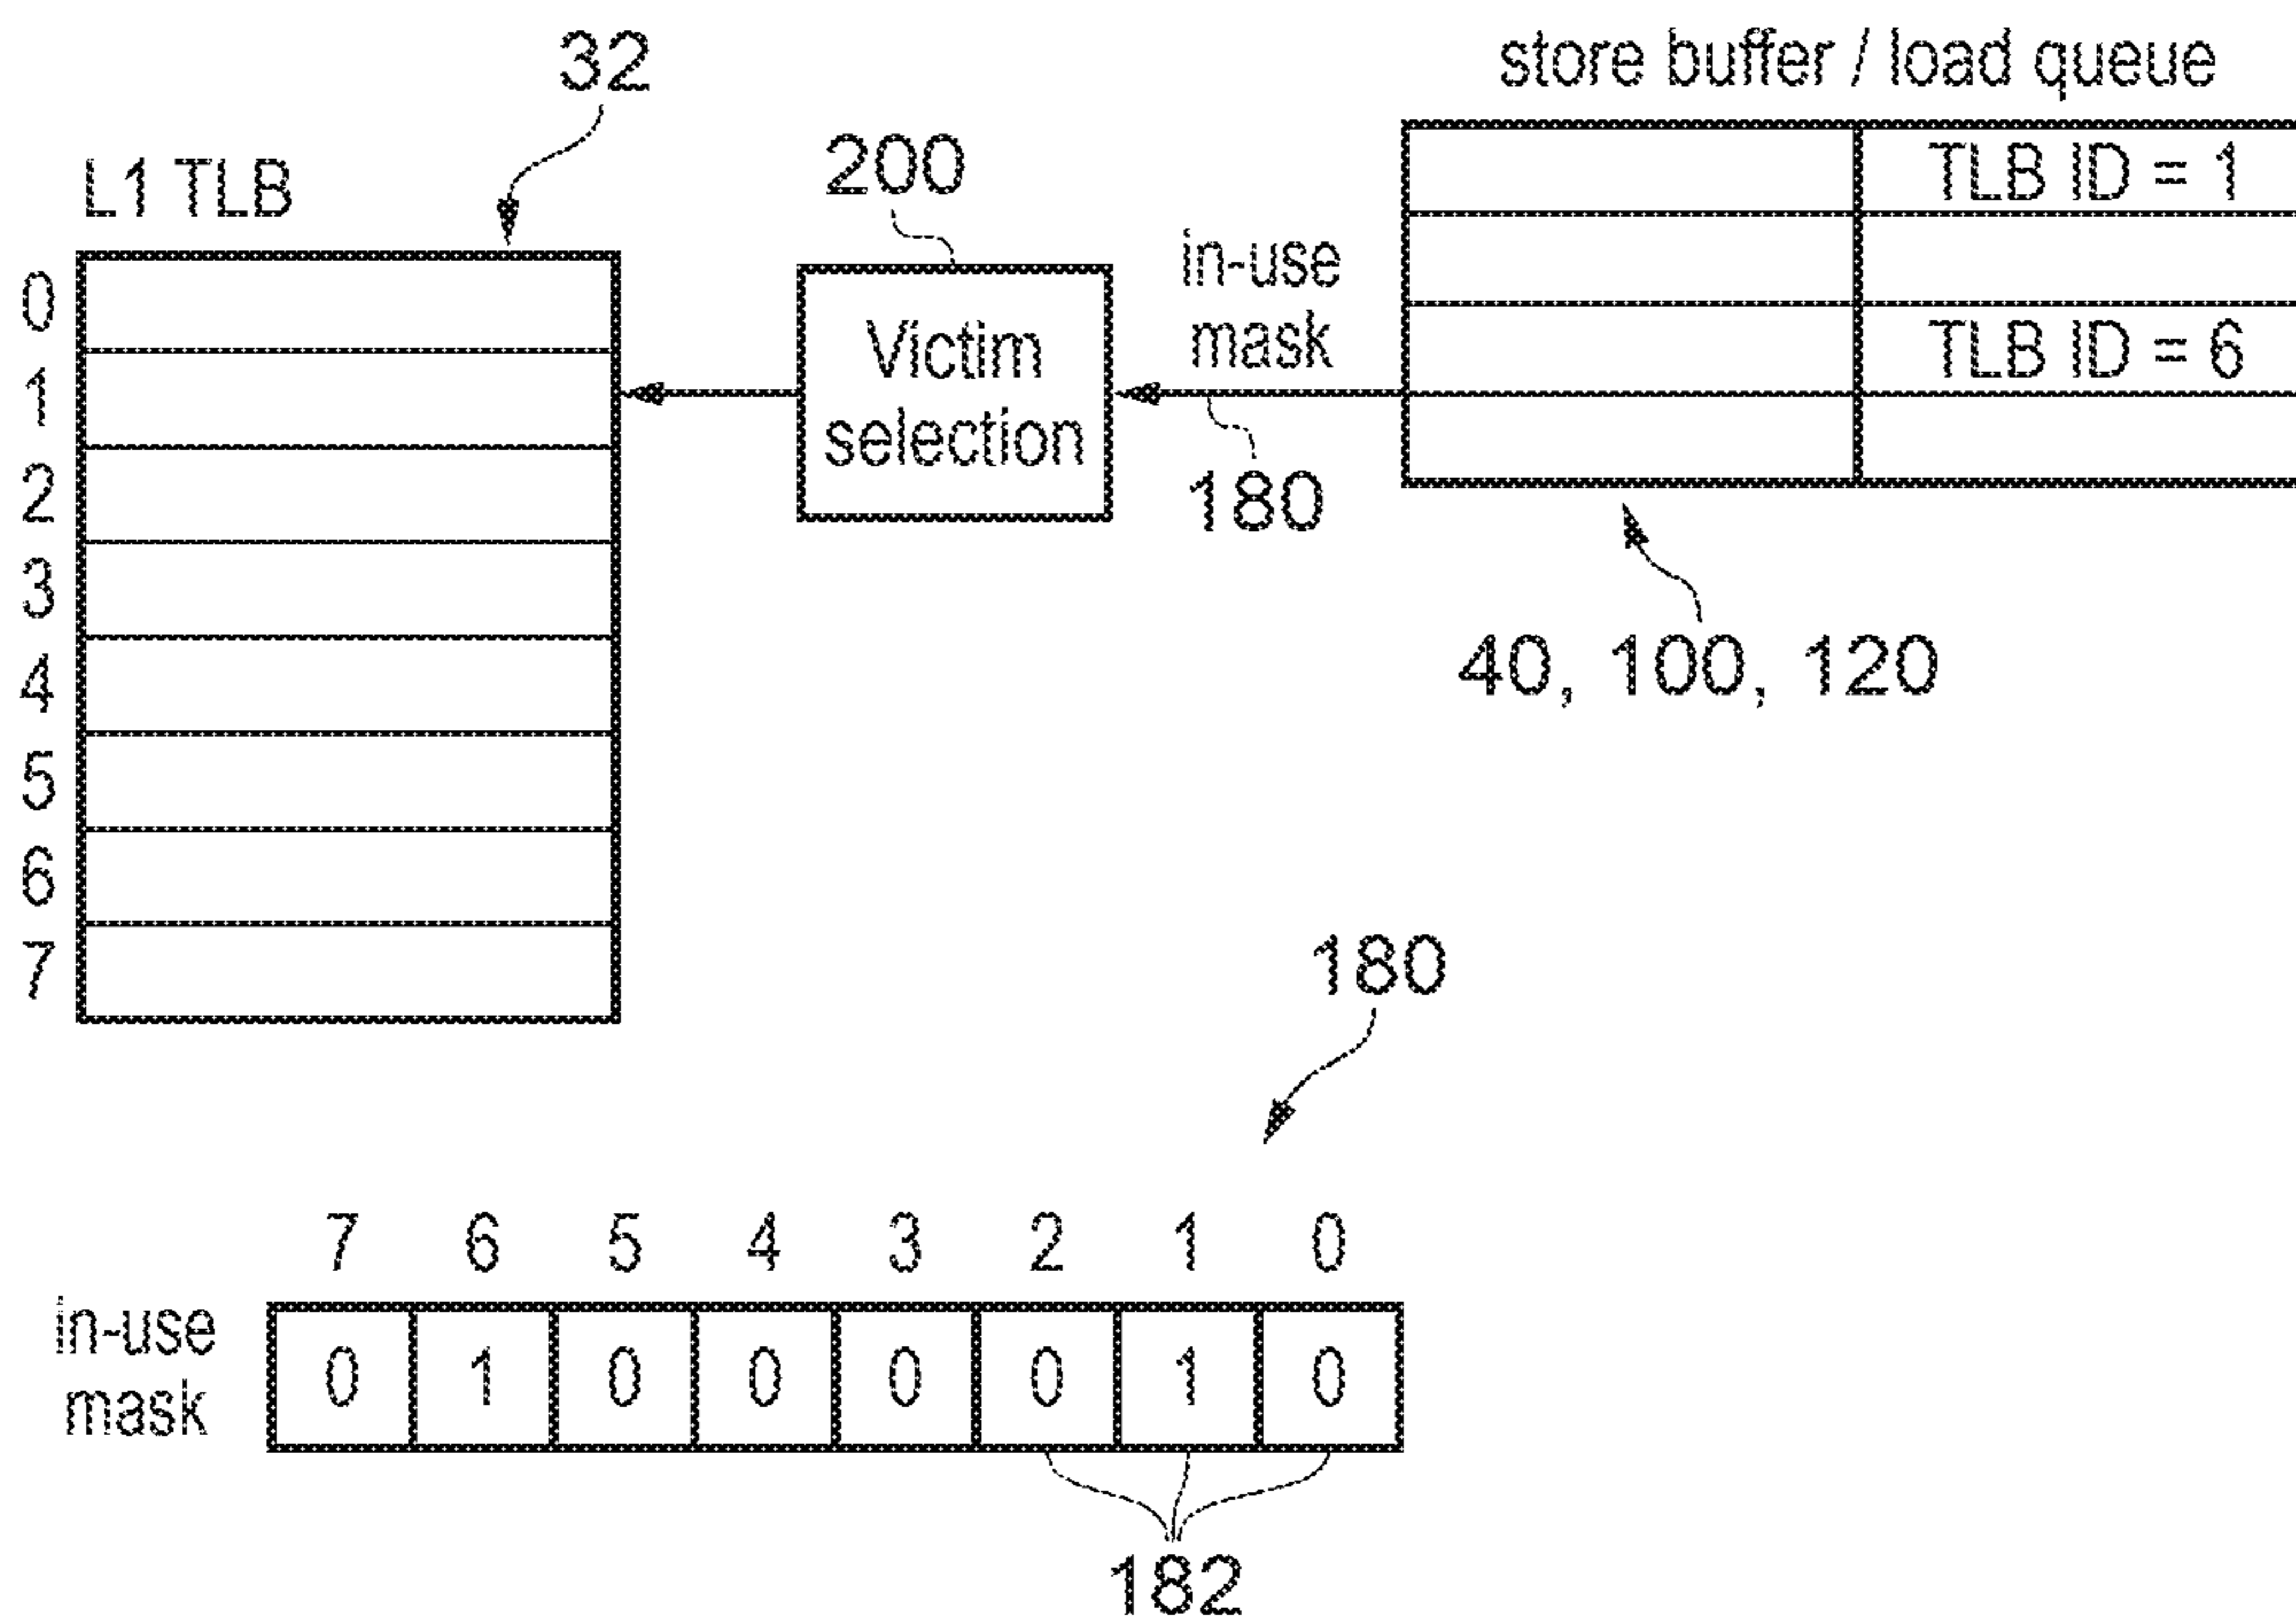 store buffer / load queue
32
L1 TLB
200
TLB ID = 1
in-use
mask
0
Victim
selection
TLB ID = 6
1
180
2
3
40, 100, 120
4
5
6
7
180
7 6 5 4 3 2 1 0
in-use
mask
0 1 0 0 0 0 1 0
182